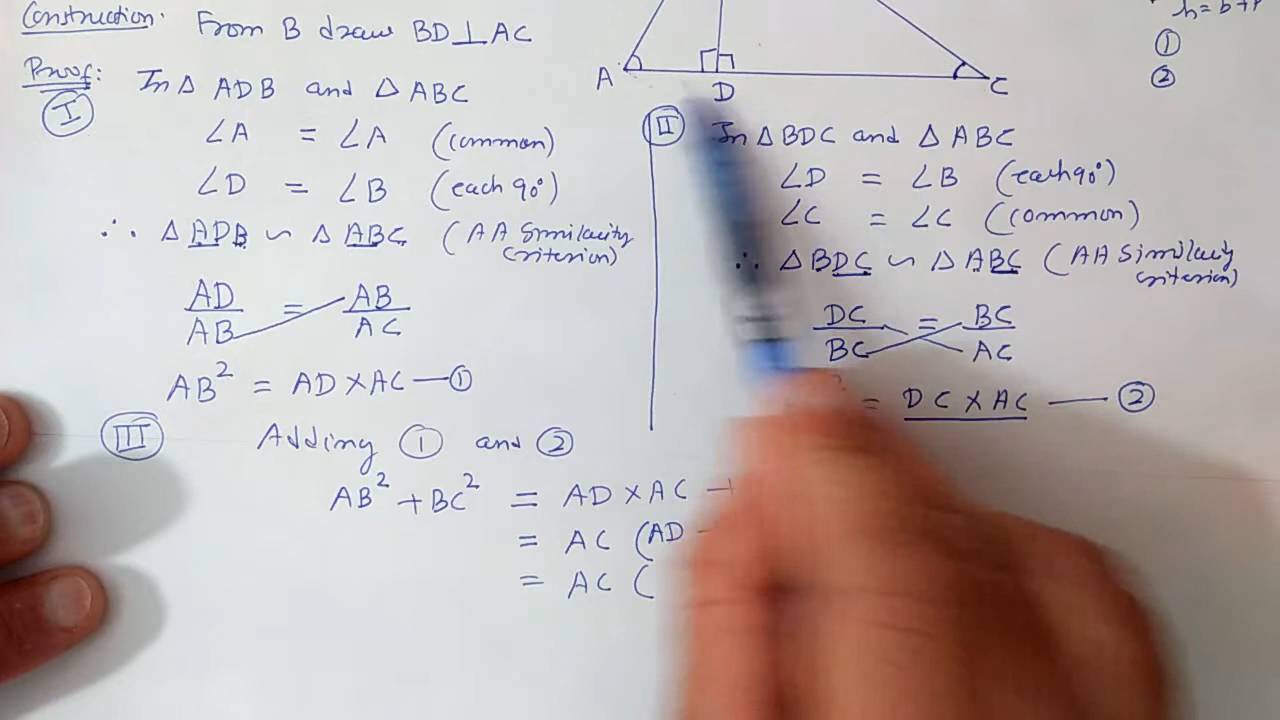 Construction: From B draw BD ⊥ AC
h = b + p
①
②
A D C
Proof: In △ ADB and △ ABC
Ⅰ
∠A = ∠A (common)
∠D = ∠B (each 90°)
∴ △ ADB ∽ △ ABC (AA Similarity criterion)
AD/AB = AB/AC
AB² = AD × AC — ①
Ⅱ In △ BDC and △ ABC
∠D = ∠B (each 90°)
∠C = ∠C (common)
∴ △ BDC ∽ △ ABC (AA Similarity criterion)
DC/BC = BC/AC
= DC × AC — ②
Ⅲ Adding ① and ②
AB² + BC² = AD × AC +
= AC (AD
= AC (